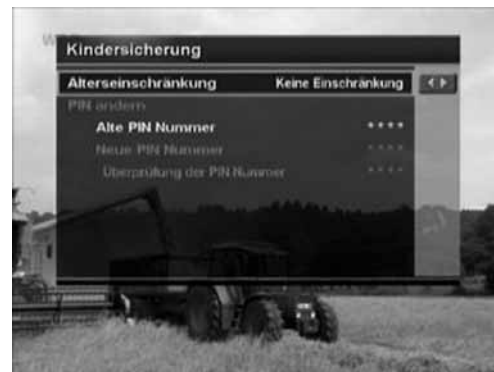 Kindersicherung
Alterseinschränkung Keine Einschränkung
PIN ändern
Alte PIN Nummer ****
Neue PIN Nummer ****
Überprüfung der PIN Nummer ****